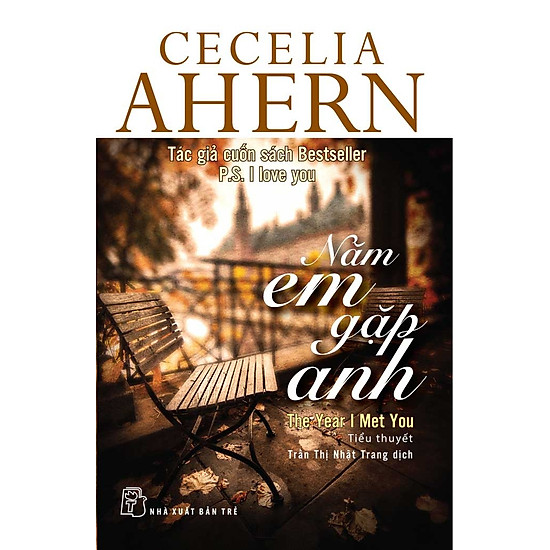 CECELIA
AHERN
Tác giả cuốn sách Bestseller
P.S. I love you
Năm
em
gặp
anh
The Year I Met You
Tiểu thuyết
Trần Thị Nhật Trang dịch
NHÀ XUẤT BẢN TRẺ